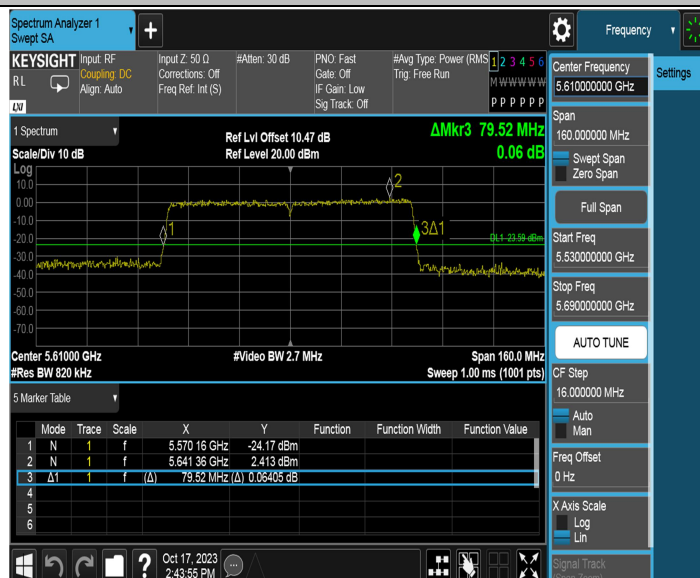 Spectrum Analyzer 1
Swept SA
+
Frequency
KEYSIGHT Input: RF Input Z: 50 Ω #Atten: 30 dB PNO: Fast #Avg Type: Power (RMS 1 2 3 4 5 6
RL Coupling: DC Corrections: Off Gate: Off Trig: Free Run
Align: Auto Freq Ref: Int (S) IF Gain: Low M W W W W W
LXI Sig Track: Off P P P P P P
1 Spectrum
Scale/Div 10 dB
Ref Lvl Offset 10.47 dB
Ref Level 20.00 dBm
ΔMkr3 79.52 MHz
0.06 dB
Log
10.0
0.00
-10.0
-20.0
-30.0
-40.0
-50.0
-60.0
-70.0
1
2
3Δ1
DL1 -23.59 dBm
Center 5.61000 GHz #Video BW 2.7 MHz Span 160.0 MHz
#Res BW 820 kHz Sweep 1.00 ms (1001 pts)
5 Marker Table
Mode Trace Scale X Y Function Function Width Function Value
1 N 1 f 5.570 16 GHz -24.17 dBm
2 N 1 f 5.641 36 GHz 2.413 dBm
3 Δ1 1 f (Δ) 79.52 MHz (Δ) 0.06405 dB
4
5
6
Oct 17, 2023
2:43:55 PM
?
Center Frequency
5.610000000 GHz
Settings
Span
160.000000 MHz
Swept Span
Zero Span
Full Span
Start Freq
5.530000000 GHz
Stop Freq
5.690000000 GHz
AUTO TUNE
CF Step
16.000000 MHz
Auto
Man
Freq Offset
0 Hz
X Axis Scale
Log
Lin
Signal Track
(Span Zoom)